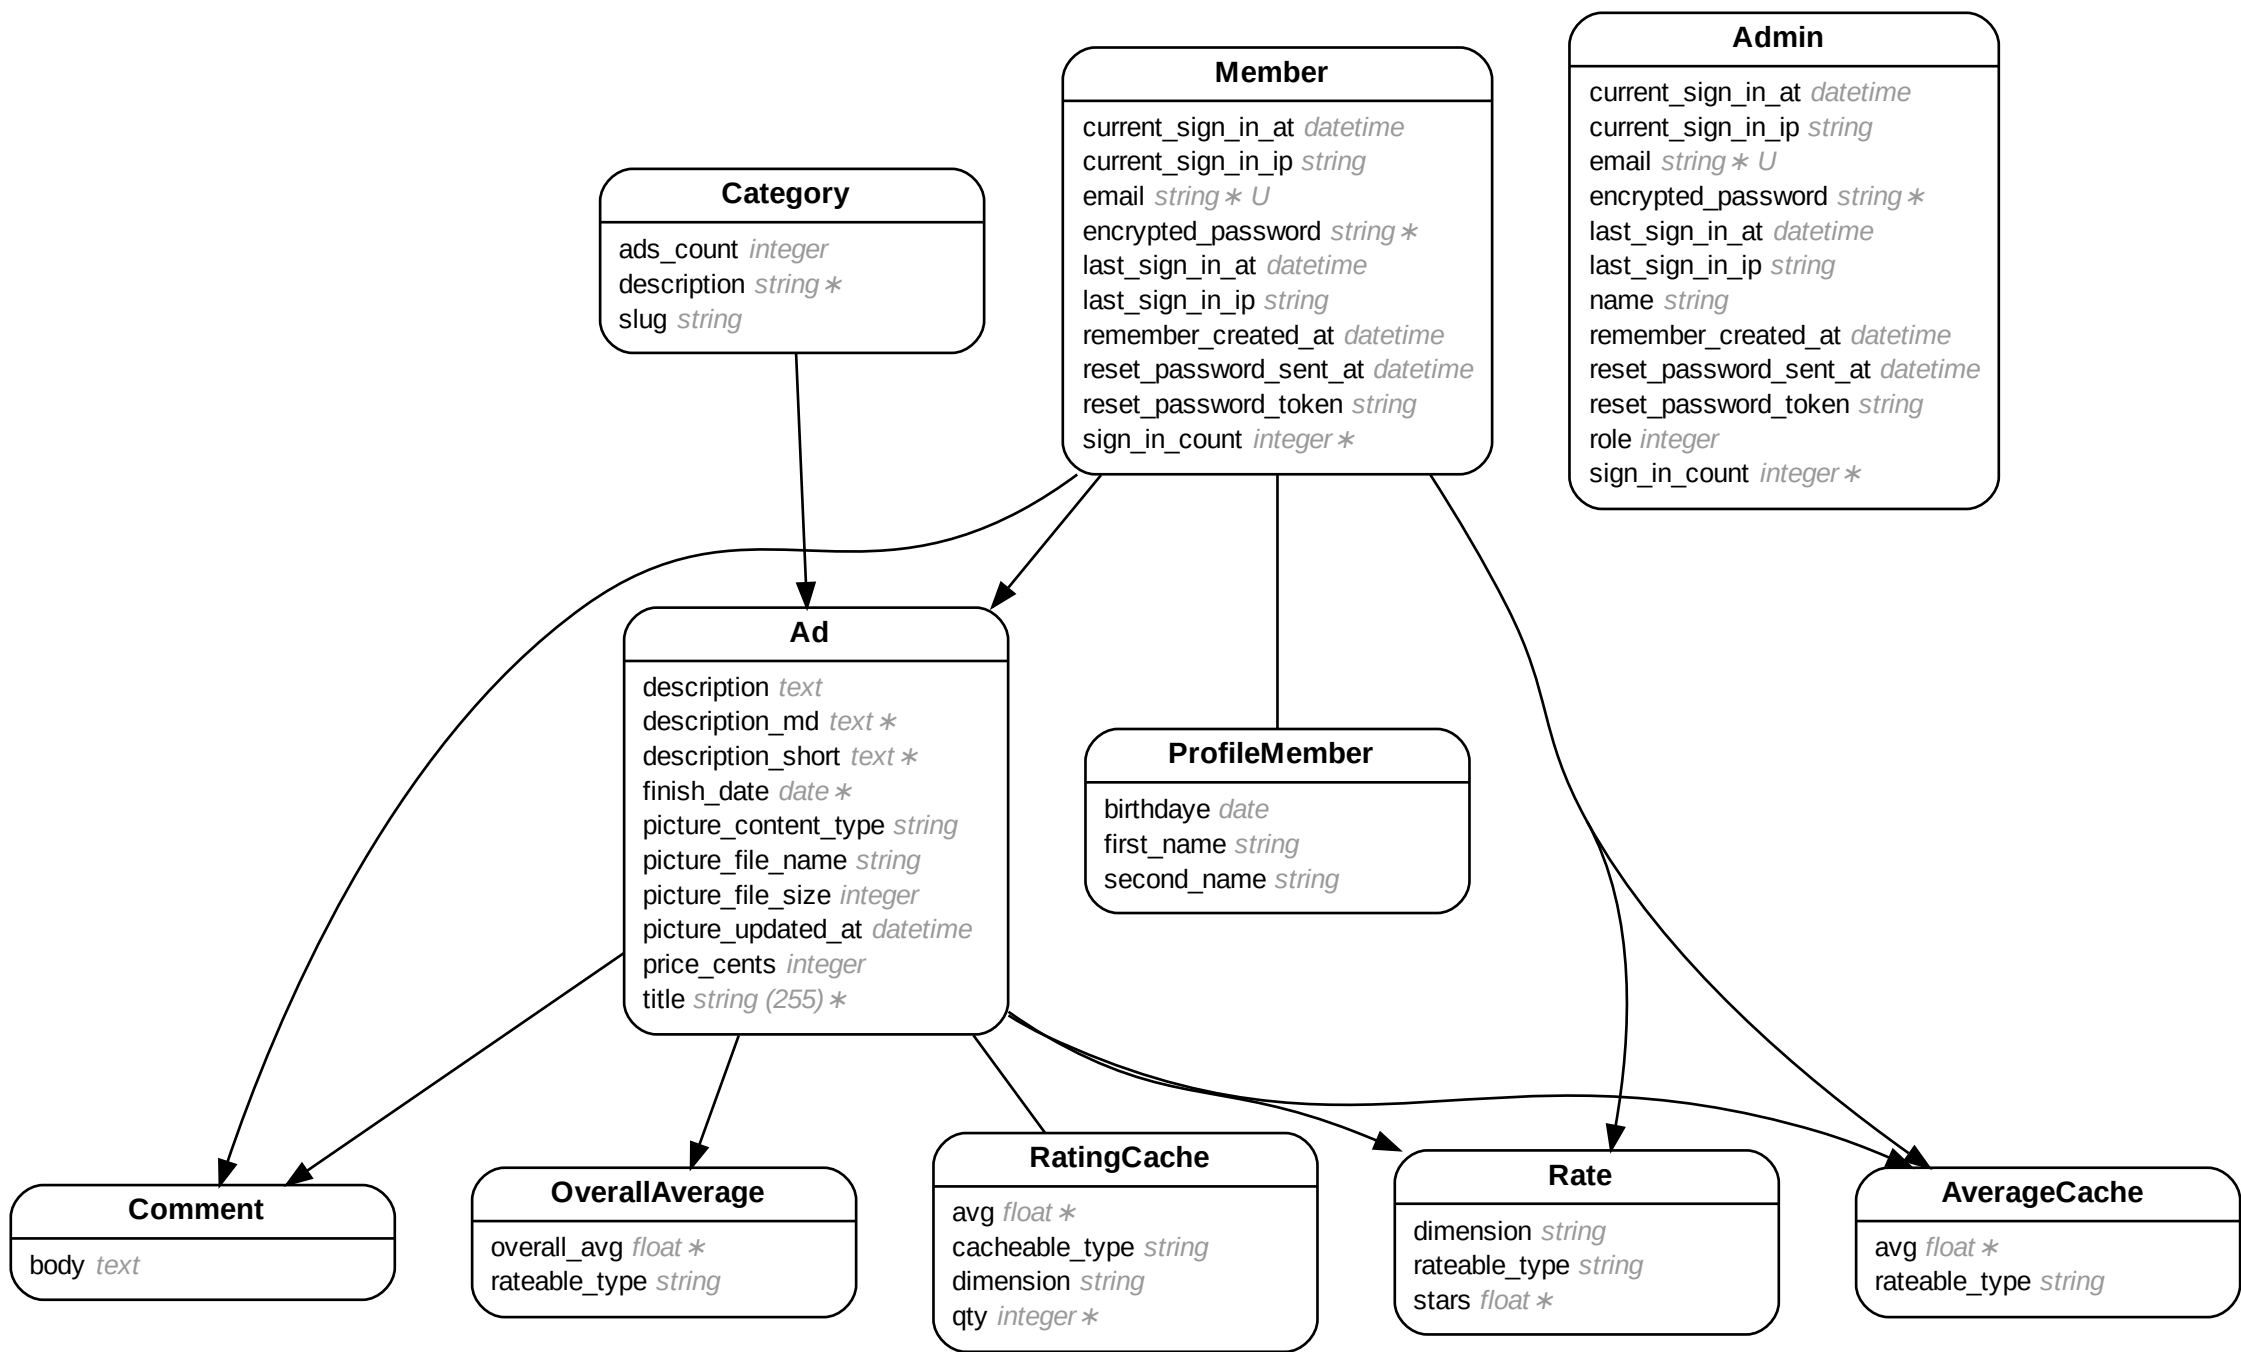 Admin
current_sign_in_at datetime
current_sign_in_ip string
email string∗ U
encrypted_password string∗
last_sign_in_at datetime
last_sign_in_ip string
name string
remember_created_at datetime
reset_password_sent_at datetime
reset_password_token string
role integer
sign_in_count integer∗
Member
current_sign_in_at datetime
current_sign_in_ip string
email string∗ U
encrypted_password string∗
last_sign_in_at datetime
last_sign_in_ip string
remember_created_at datetime
reset_password_sent_at datetime
reset_password_token string
sign_in_count integer∗
Category
ads_count integer
description string∗
slug string
Ad
description text
description_md text∗
description_short text∗
finish_date date∗
picture_content_type string
picture_file_name string
picture_file_size integer
picture_updated_at datetime
price_cents integer
title string (255)∗
ProfileMember
birthdaye date
first_name string
second_name string
Comment
body text
OverallAverage
overall_avg float∗
rateable_type string
RatingCache
avg float∗
cacheable_type string
dimension string
qty integer∗
Rate
dimension string
rateable_type string
stars float∗
AverageCache
avg float∗
rateable_type string